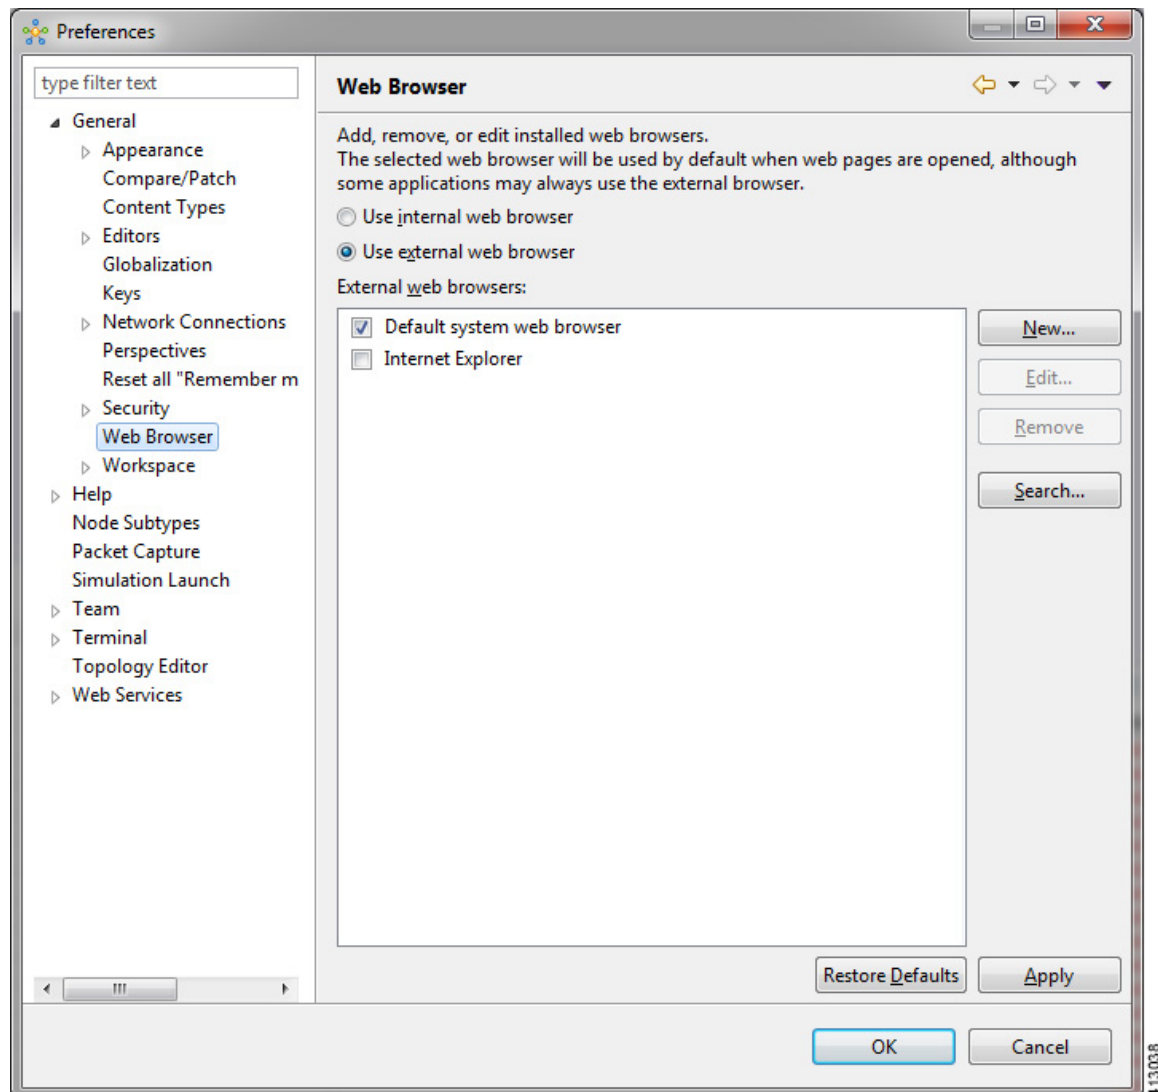 Preferences
type filter text
General
Appearance
Compare/Patch
Content Types
Editors
Globalization
Keys
Network Connections
Perspectives
Reset all "Remember m
Security
Web Browser
Workspace
Help
Node Subtypes
Packet Capture
Simulation Launch
Team
Terminal
Topology Editor
Web Services
Web Browser
Add, remove, or edit installed web browsers.
The selected web browser will be used by default when web pages are opened, although
some applications may always use the external browser.
Use internal web browser
Use external web browser
External web browsers:
Default system web browser
Internet Explorer
New...
Edit...
Remove
Search...
Restore Defaults
Apply
OK
Cancel